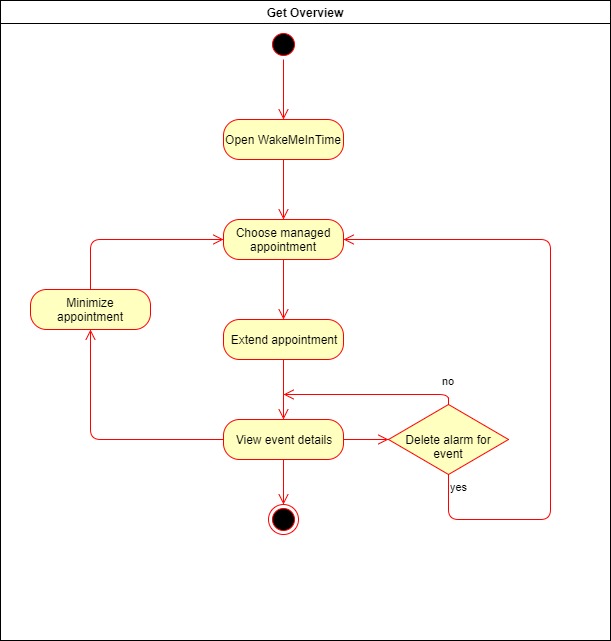 Get Overview
Open WakeMeInTime
Choose managed
appointment
Minimize
appointment
Extend appointment
no
View event details
Delete alarm for
event
yes